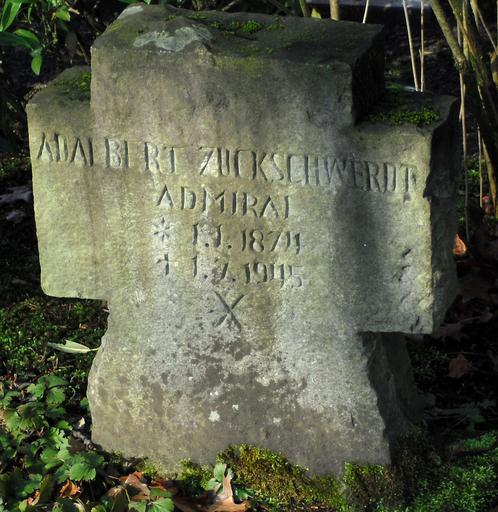 ADALBERT ZUCKSCHWERDT
ADMIRAL
* 1.1.1874
† 1.7.1945